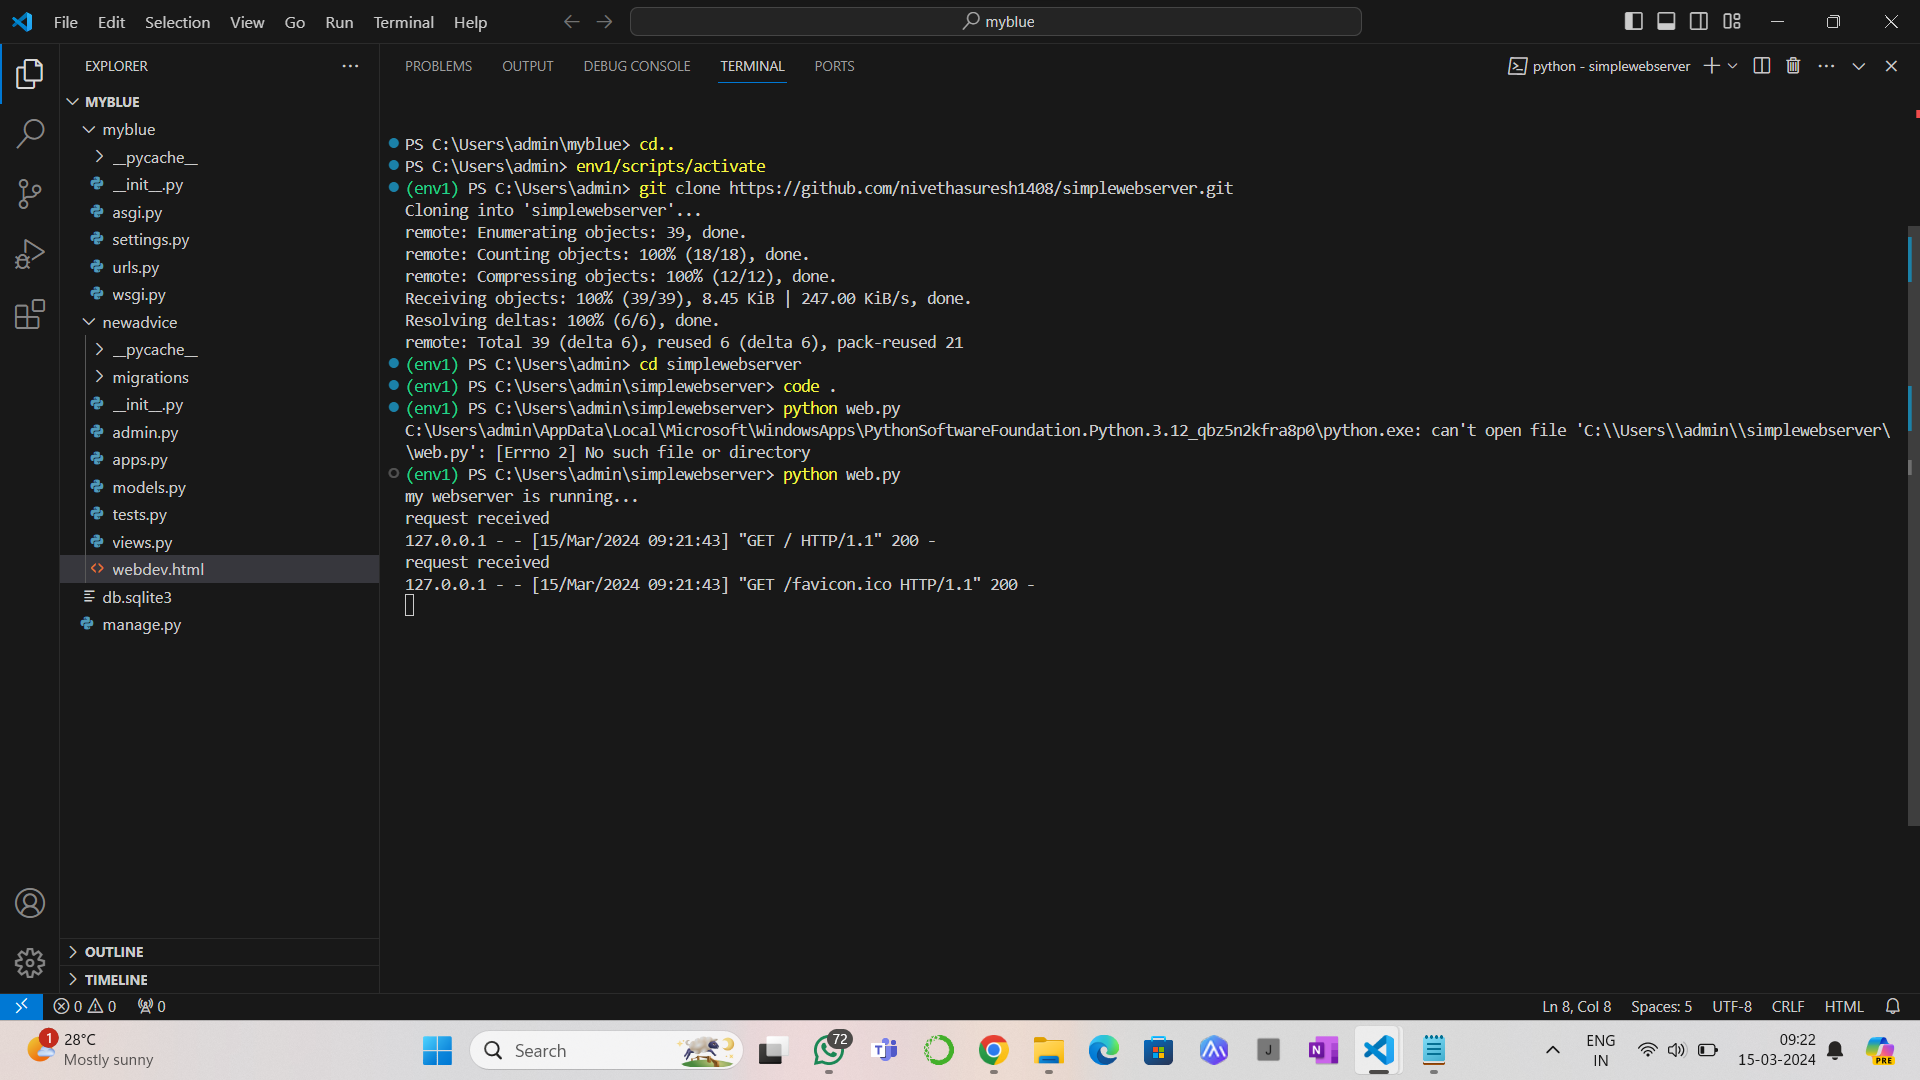 File Edit Selection View Go Run Terminal Help
myblue
EXPLORER
MYBLUE
myblue
__pycache__
__init__.py
asgi.py
settings.py
urls.py
wsgi.py
newadvice
__pycache__
migrations
__init__.py
admin.py
apps.py
models.py
tests.py
views.py
webdev.html
db.sqlite3
manage.py
OUTLINE
TIMELINE
PROBLEMS OUTPUT DEBUG CONSOLE TERMINAL PORTS
python - simplewebserver
PS C:\Users\admin\myblue> cd..
PS C:\Users\admin> env1/scripts/activate
(env1) PS C:\Users\admin> git clone https://github.com/nivethasuresh1408/simplewebserver.git
Cloning into 'simplewebserver'...
remote: Enumerating objects: 39, done.
remote: Counting objects: 100% (18/18), done.
remote: Compressing objects: 100% (12/12), done.
Receiving objects: 100% (39/39), 8.45 KiB | 247.00 KiB/s, done.
Resolving deltas: 100% (6/6), done.
remote: Total 39 (delta 6), reused 6 (delta 6), pack-reused 21
(env1) PS C:\Users\admin> cd simplewebserver
(env1) PS C:\Users\admin\simplewebserver> code .
(env1) PS C:\Users\admin\simplewebserver> python web.py
C:\Users\admin\AppData\Local\Microsoft\WindowsApps\PythonSoftwareFoundation.Python.3.12_qbz5n2kfra8p0\python.exe: can't open file 'C:\\Users\\admin\\simplewebserver\
\web.py': [Errno 2] No such file or directory
(env1) PS C:\Users\admin\simplewebserver> python web.py
my webserver is running...
request received
127.0.0.1 - - [15/Mar/2024 09:21:43] "GET / HTTP/1.1" 200 -
request received
127.0.0.1 - - [15/Mar/2024 09:21:43] "GET /favicon.ico HTTP/1.1" 200 -
0 0 0
Ln 8, Col 8 Spaces: 5 UTF-8 CRLF HTML
1
28°C
Mostly sunny
Search
72
T
J
N
ENG
IN
09:22
15-03-2024
PRE